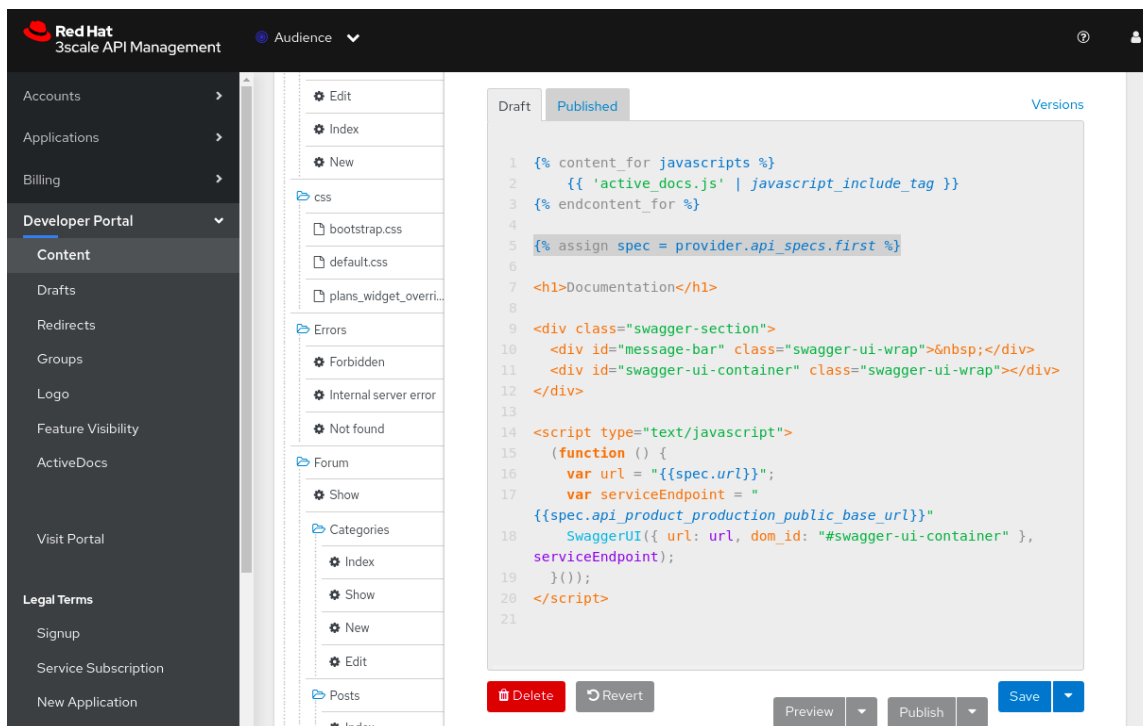 Red Hat
3scale API Management
Audience
Accounts
Applications
Billing
Developer Portal
Content
Drafts
Redirects
Groups
Logo
Feature Visibility
ActiveDocs
Visit Portal
Legal Terms
Signup
Service Subscription
New Application
Edit
Index
New
css
bootstrap.css
default.css
plans_widget_overri...
Errors
Forbidden
Internal server error
Not found
Forum
Show
Categories
Index
Show
New
Edit
Posts
Draft
Published
Versions
1 {% content_for javascripts %}
2 {{ 'active_docs.js' | javascript_include_tag }}
3 {% endcontent_for %}
4
5 {% assign spec = provider.api_specs.first %}
6
7 <h1>Documentation</h1>
8
9 <div class="swagger-section">
10 <div id="message-bar" class="swagger-ui-wrap">&nbsp;</div>
11 <div id="swagger-ui-container" class="swagger-ui-wrap"></div>
12 </div>
13
14 <script type="text/javascript">
15 (function () {
16 var url = "{{spec.url}}";
17 var serviceEndpoint = "
{{spec.api_product_production_public_base_url}}"
18 SwaggerUI({ url: url, dom_id: "#swagger-ui-container" },
serviceEndpoint);
19 }());
20 </script>
21
Delete
Revert
Preview
Publish
Save